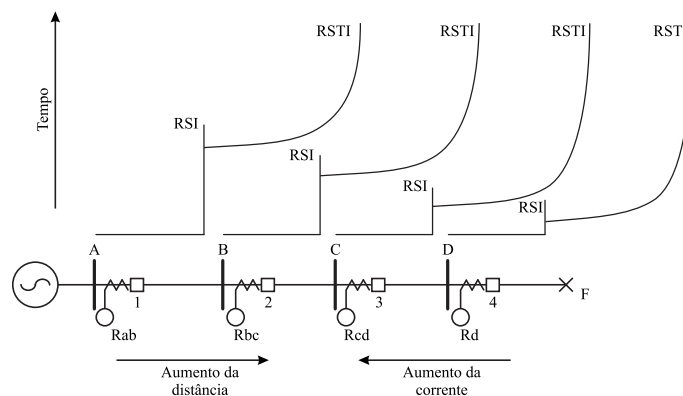 RSTI
RSTI
RSTI
RST
Tempo
RSI
RSI
RSI
RSI
A
B
C
D
1
2
3
4
F
Rab
Rbc
Rcd
Rd
Aumento da
distância
Aumento da
corrente